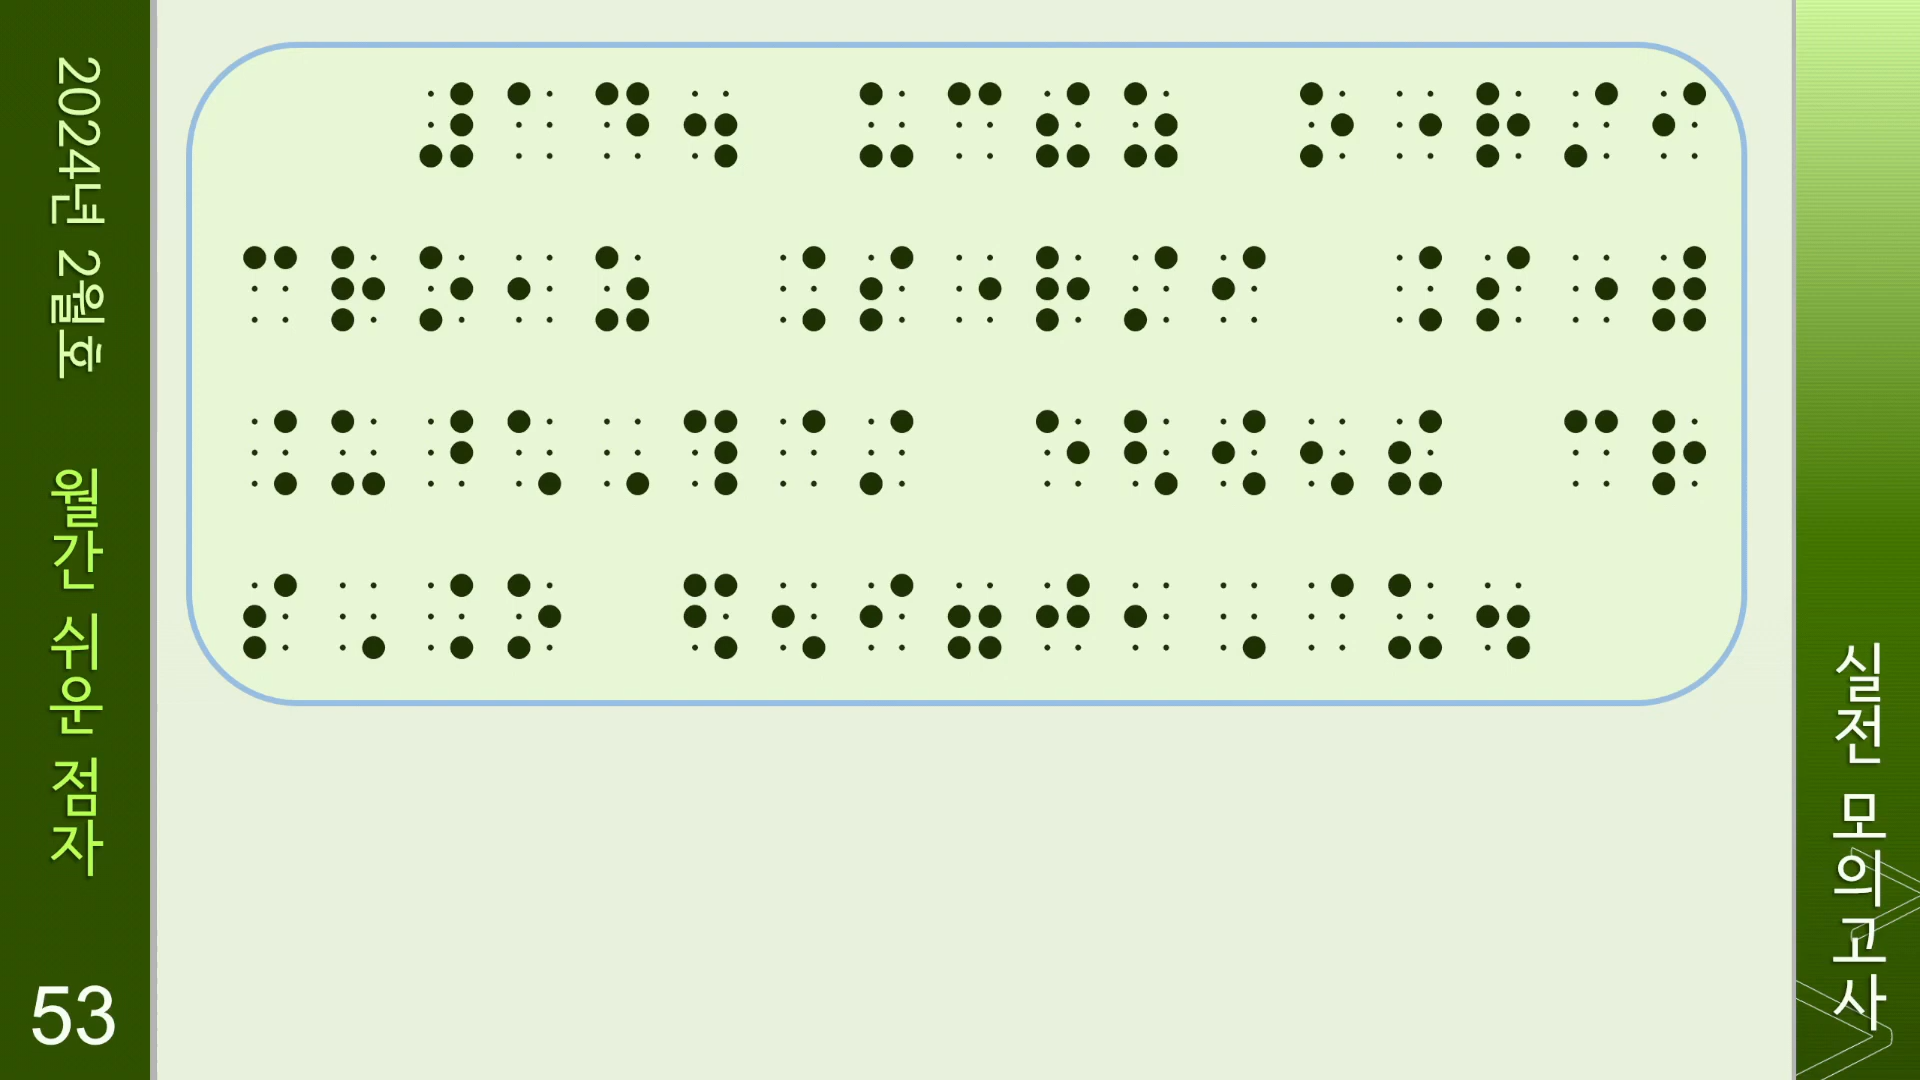 2024년 2월호 월간 쉬운 점자
53
⠼⠁⠙⠲ ⠥⠉⠮⠵ ⠕⠐⠗⠌⠊
⠉⠗⠕⠂⠵ ⠨⠎⠐⠗⠌⠊ ⠨⠎⠐⠾
⠨⠥⠘⠡⠠⠹⠈⠌ ⠑⠣⠪⠢⠮ ⠉⠗
⠎⠠⠨⠕ ⠫⠢⠊⠶⠚⠂⠠⠈⠥⠲
실전 모의고사